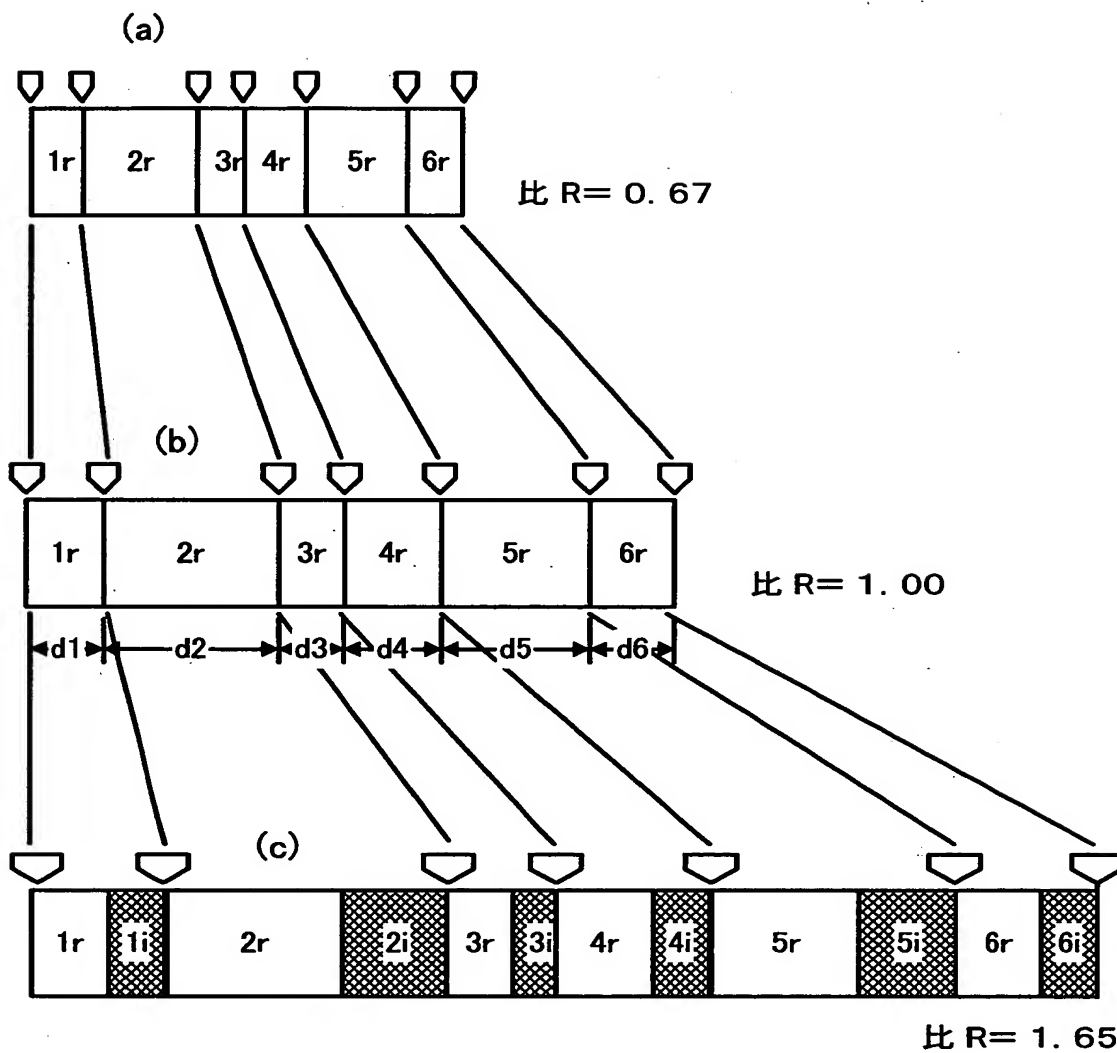 (a)
1r 2r 3r 4r 5r 6r
比 R= 0. 67
(b)
1r 2r 3r 4r 5r 6r
比 R= 1. 00
d1 d2 d3 d4 d5 d6
(c)
1r 1i 2r 2i 3r 3i 4r 4i 5r 5i 6r 6i
比 R= 1. 65